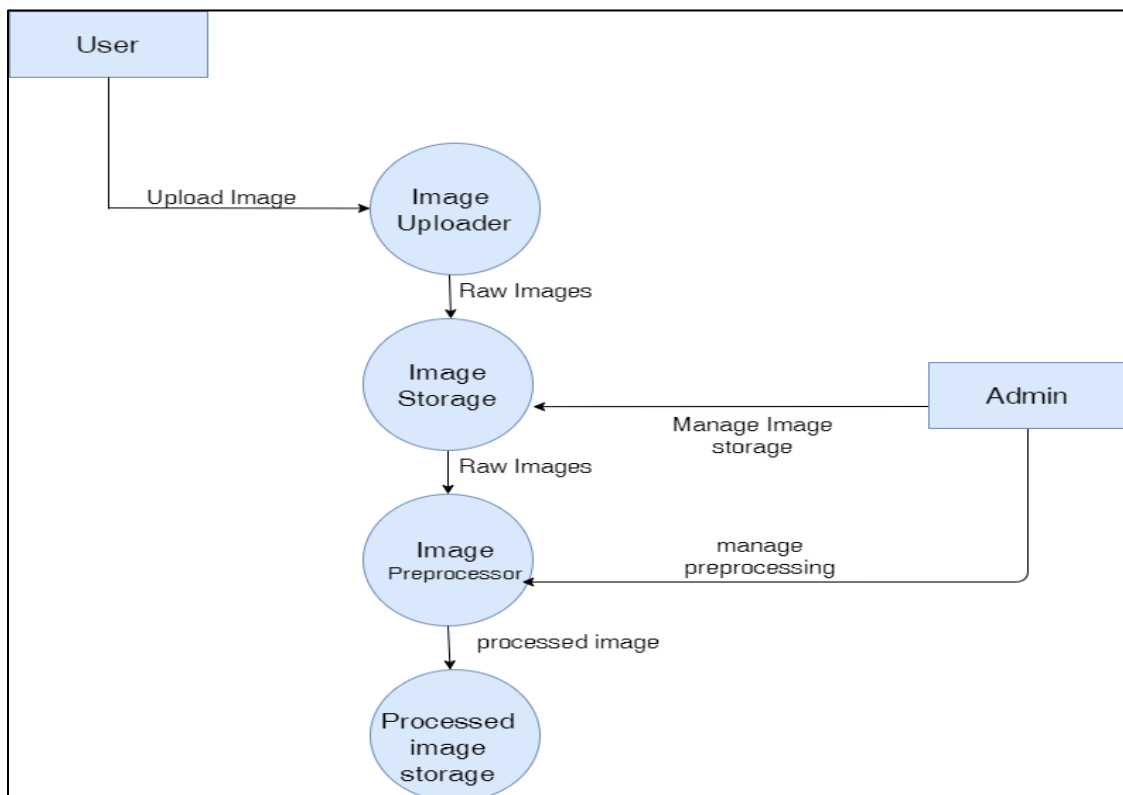 User
Upload Image
Image
Uploader
Raw Images
Image
Storage
Admin
Manage Image
storage
Raw Images
Image
Preprocessor
manage
preprocessing
processed image
Processed
image
storage